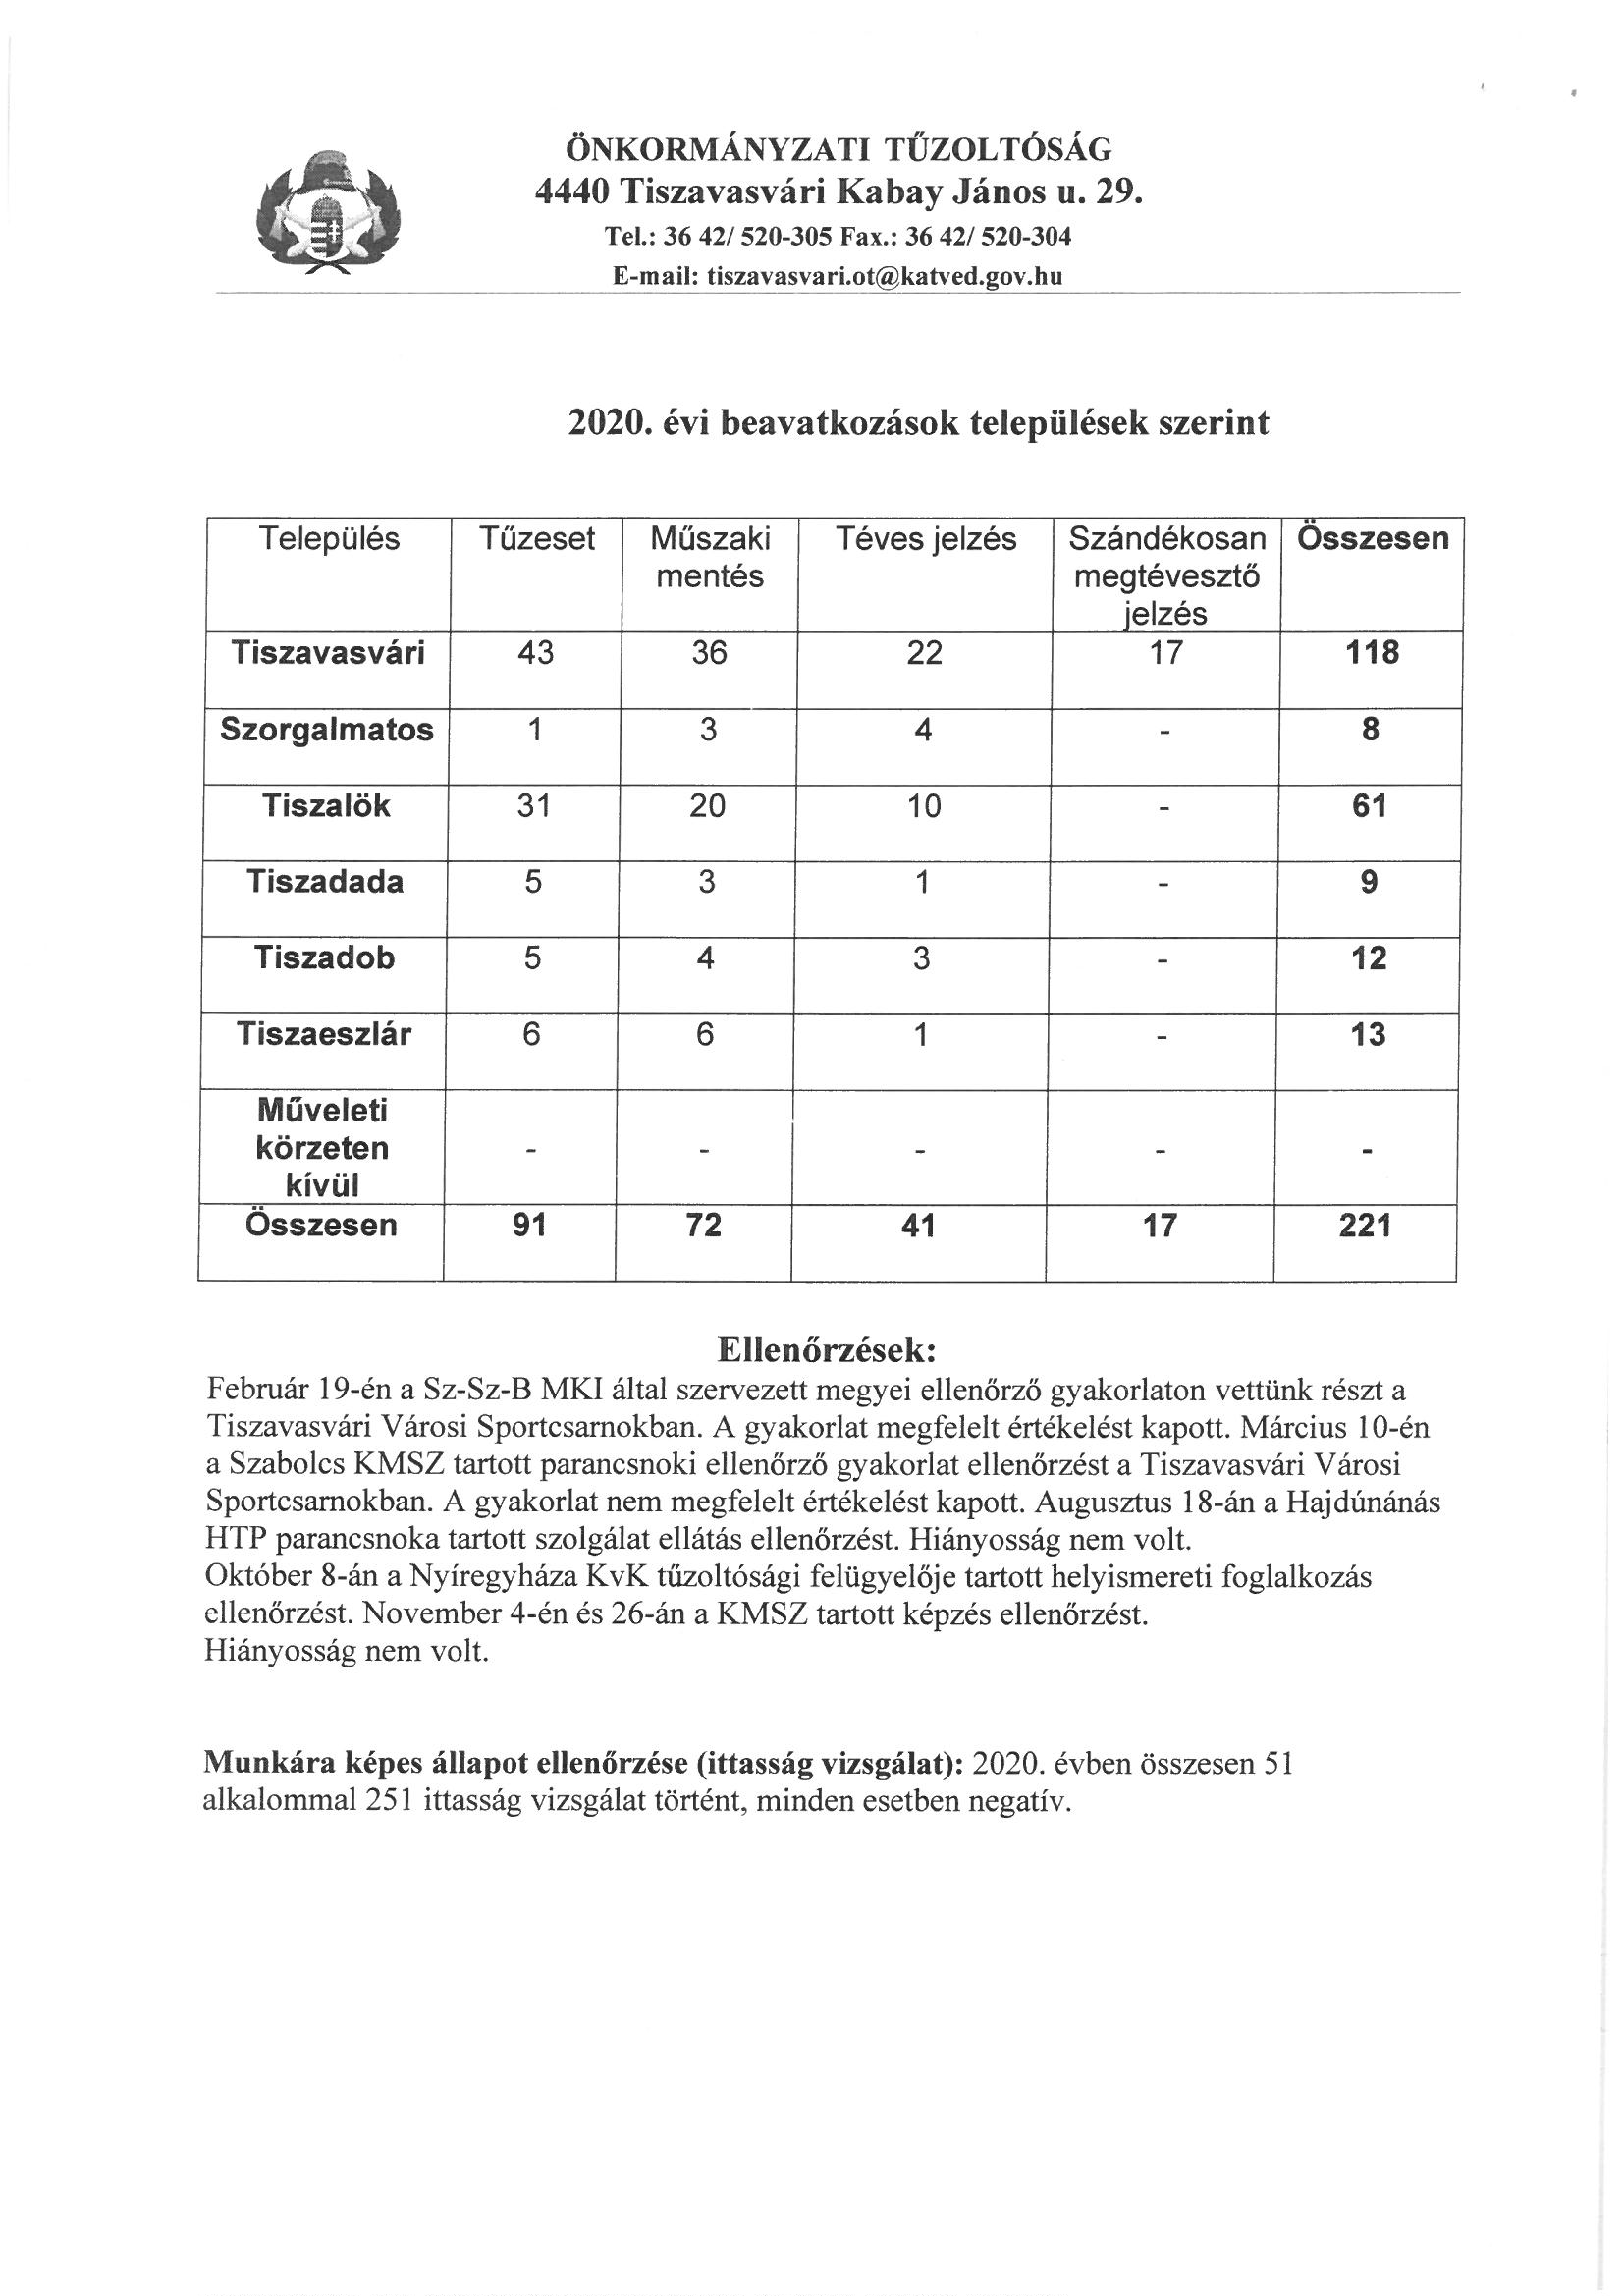 ÖNKORMÁNYZATI TŰZOLTÓSÁG
4440 Tiszavasvári Kabay János u. 29.
Tel.: 36 42/ 520-305 Fax.: 36 42/ 520-304
E-mail: tiszavasvari.ot@katved.gov.hu
2020. évi beavatkozások települések szerint
Település Tűzeset Műszaki mentés Téves jelzés Szándékosan megtévesztő jelzés Összesen
Tiszavasvári 43 36 22 17 118
Szorgalmatos 1 3 4 - 8
Tiszalök 31 20 10 - 61
Tiszadada 5 3 1 - 9
Tiszadob 5 4 3 - 12
Tiszaeszlár 6 6 1 - 13
Műveleti körzeten kívül - - - - -
Összesen 91 72 41 17 221
Ellenőrzések:
Február 19-én a Sz-Sz-B MKI által szervezett megyei ellenőrző gyakorlaton vettünk részt a
Tiszavasvári Városi Sportcsarnokban. A gyakorlat megfelelt értékelést kapott. Március 10-én
a Szabolcs KMSZ tartott parancsnoki ellenőrző gyakorlat ellenőrzést a Tiszavasvári Városi
Sportcsarnokban. A gyakorlat nem megfelelt értékelést kapott. Augusztus 18-án a Hajdúnánás
HTP parancsnoka tartott szolgálat ellátás ellenőrzést. Hiányosság nem volt.
Október 8-án a Nyíregyháza KvK tűzoltósági felügyelője tartott helyismereti foglalkozás
ellenőrzést. November 4-én és 26-án a KMSZ tartott képzés ellenőrzést.
Hiányosság nem volt.
Munkára képes állapot ellenőrzése (ittasság vizsgálat): 2020. évben összesen 51
alkalommal 251 ittasság vizsgálat történt, minden esetben negatív.